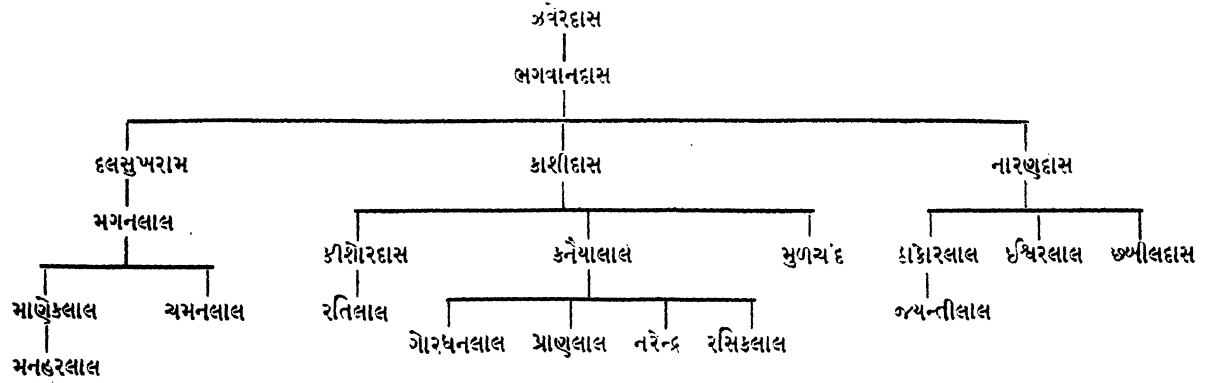 ઝવેરદાસ
ભગવાનદાસ
દલસુખરામ કાશીદાસ નારણદાસ
મગનલાલ
કીશોરદાસ કનૈયાલાલ મુળચંદ ઠાકોરલાલ ઈશ્વરલાલ છબીલદાસ
માણેકલાલ ચમનલાલ રતિલાલ જયન્તીલાલ
ગોરધનલાલ પ્રાણલાલ નરેન્દ્ર રસિકલાલ
મનહરલાલ